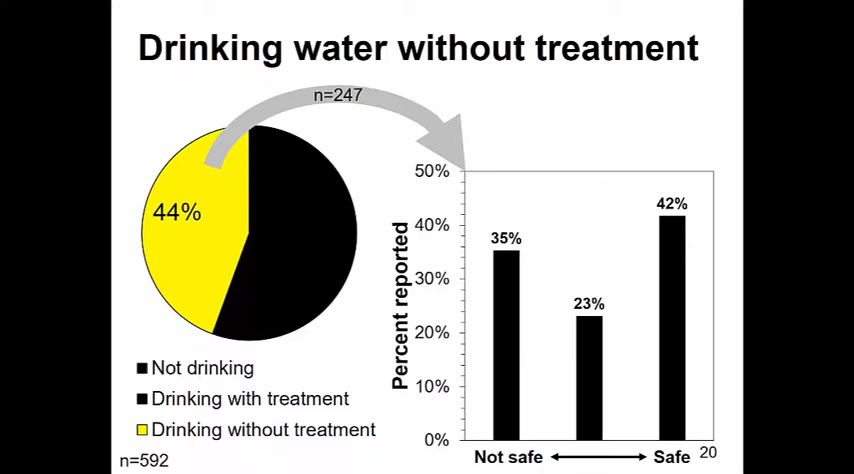 Drinking water without treatment
n=247
44%
Not drinking
Drinking with treatment
Drinking without treatment
n=592
Percent reported
50%
40%
30%
20%
10%
0%
35%
23%
42%
Not safe
Safe
20